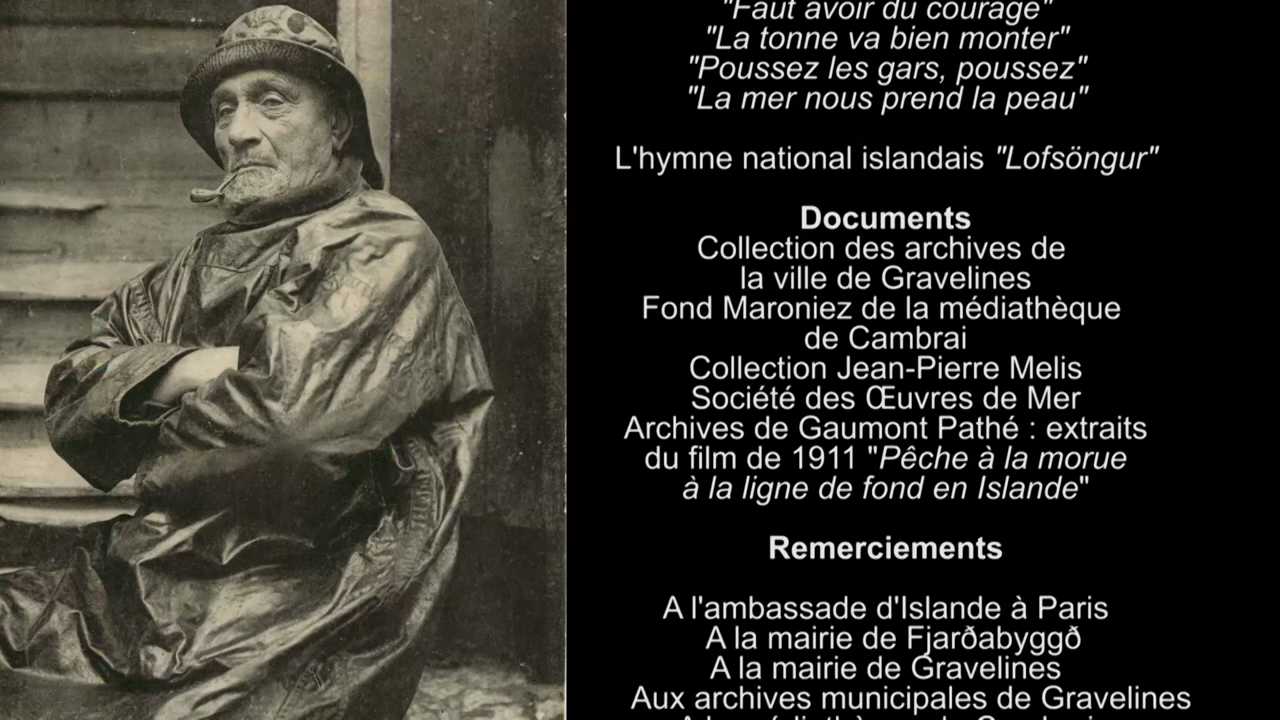 "Faut avoir du courage"
"La tonne va bien monter"
"Poussez les gars, poussez"
"La mer nous prend la peau"
L'hymne national islandais "Lofsöngur"
Documents
Collection des archives de
la ville de Gravelines
Fond Maroniez de la médiathèque
de Cambrai
Collection Jean-Pierre Melis
Société des Œuvres de Mer
Archives de Gaumont Pathé : extraits
du film de 1911 "Pêche à la morue
à la ligne de fond en Islande"
Remerciements
A l'ambassade d'Islande à Paris
A la mairie de Fjarðabyggð
A la mairie de Gravelines
Aux archives municipales de Gravelines